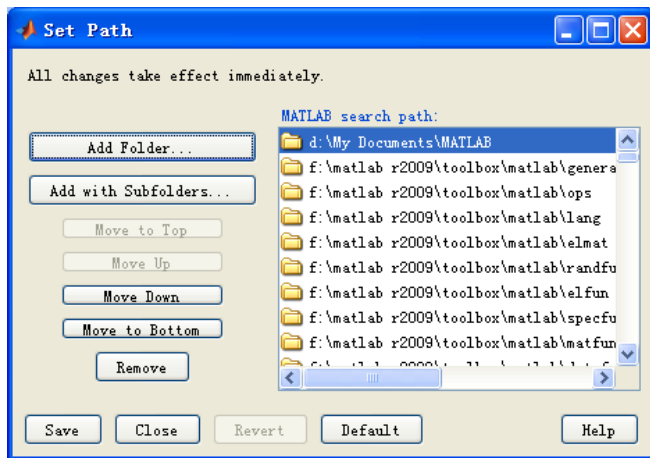 Set Path
All changes take effect immediately.
MATLAB search path:
Add Folder...
Add with Subfolders...
Move to Top
Move Up
Move Down
Move to Bottom
Remove
d:\My Documents\MATLAB
f:\matlab r2009\toolbox\matlab\genera
f:\matlab r2009\toolbox\matlab\ops
f:\matlab r2009\toolbox\matlab\lang
f:\matlab r2009\toolbox\matlab\elmat
f:\matlab r2009\toolbox\matlab\randfu
f:\matlab r2009\toolbox\matlab\elfun
f:\matlab r2009\toolbox\matlab\specfu
f:\matlab r2009\toolbox\matlab\matfun
Save Close Revert Default Help